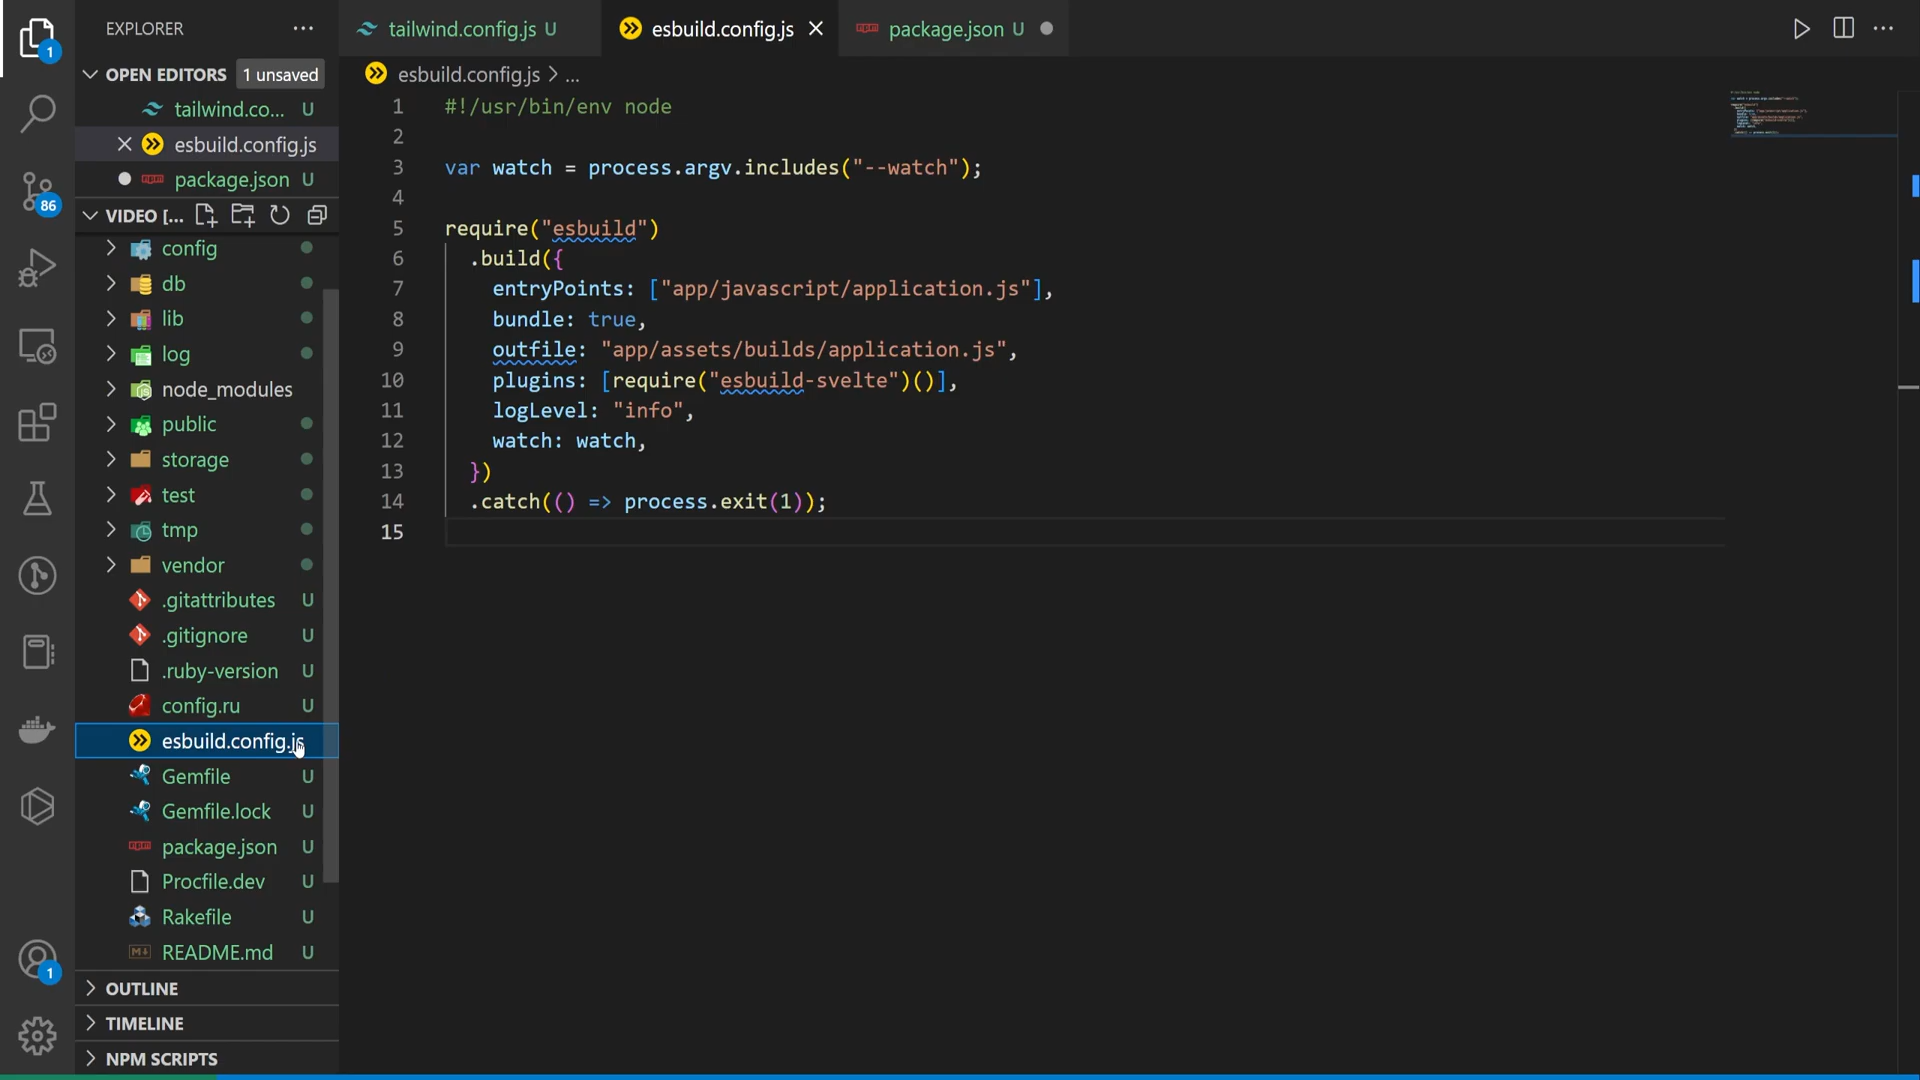 EXPLORER
OPEN EDITORS 1 unsaved
tailwind.co... U
esbuild.config.js
package.json U
VIDEO [...
config
db
lib
log
node_modules
public
storage
test
tmp
vendor
.gitattributes U
.gitignore U
.ruby-version U
config.ru U
esbuild.config.js
Gemfile U
Gemfile.lock U
package.json U
Procfile.dev U
Rakefile U
README.md U
OUTLINE
TIMELINE
NPM SCRIPTS
1
86
1
tailwind.config.js U
esbuild.config.js
package.json U
esbuild.config.js > ...
1 #!/usr/bin/env node
2
3 var watch = process.argv.includes("--watch");
4
5 require("esbuild")
6 .build({
7 entryPoints: ["app/javascript/application.js"],
8 bundle: true,
9 outfile: "app/assets/builds/application.js",
10 plugins: [require("esbuild-svelte")()],
11 logLevel: "info",
12 watch: watch,
13 })
14 .catch(() => process.exit(1));
15